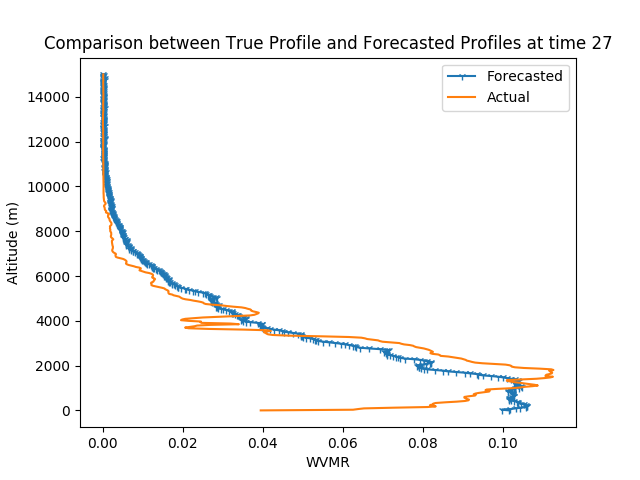 Comparison between True Profile and Forecasted Profiles at time 27
Forecasted
Actual
Altitude (m)
14000
12000
10000
8000
6000
4000
2000
0
0.00 0.02 0.04 0.06 0.08 0.10
WVMR